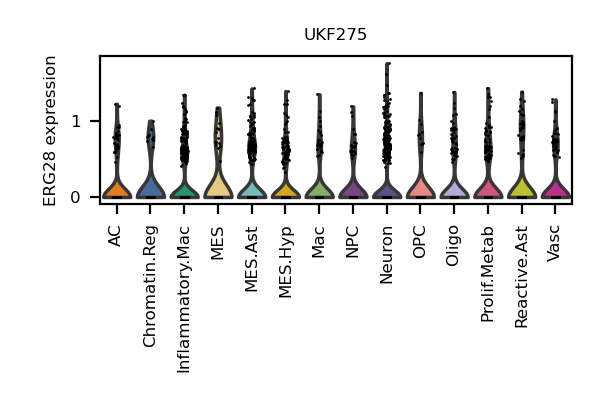 UKF275
ERG28 expression
1
0
AC
Chromatin.Reg
Inflammatory.Mac
MES
MES.Ast
MES.Hyp
Mac
NPC
Neuron
OPC
Oligo
Prolif.Metab
Reactive.Ast
Vasc